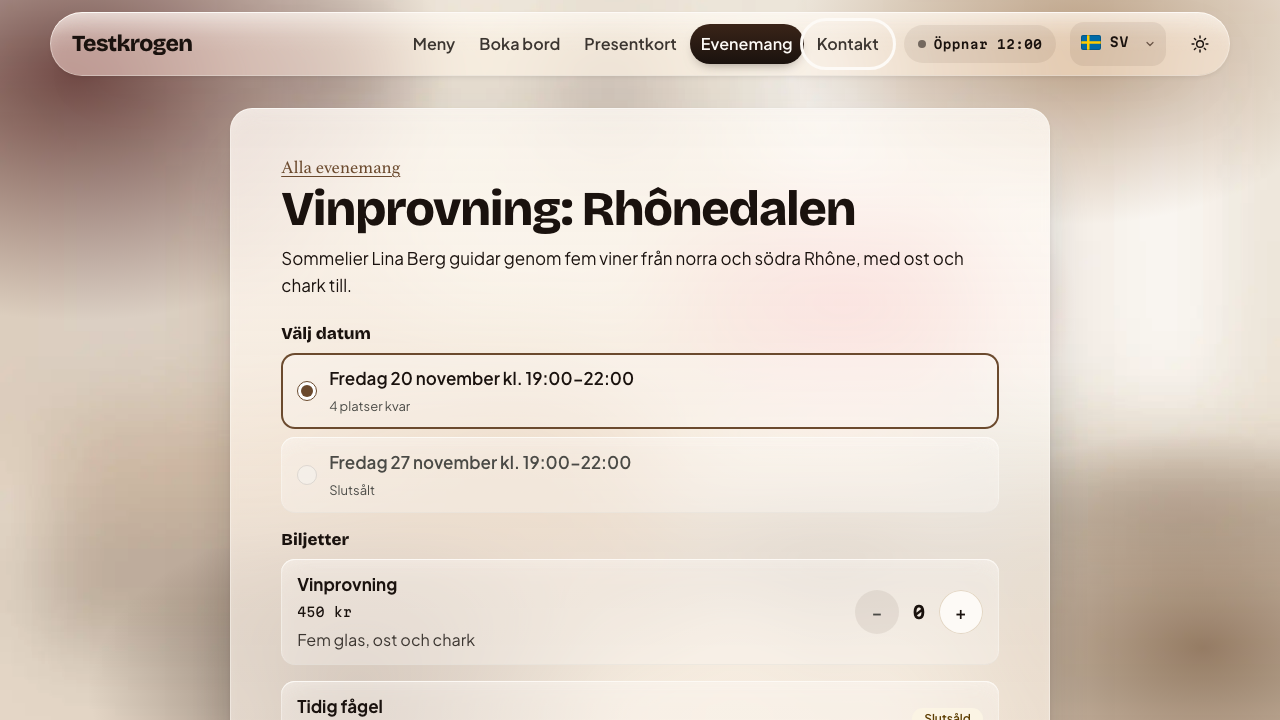 Testkrogen
Meny
Boka bord
Presentkort
Evenemang
Kontakt
Öppnar 12:00
SV
Alla evenemang
Vinprovning: Rhônedalen
Sommelier Lina Berg guidar genom fem viner från norra och södra Rhône, med ost och
chark till.
Välj datum
Fredag 20 november kl. 19:00–22:00
4 platser kvar
Fredag 27 november kl. 19:00–22:00
Slutsålt
Biljetter
Vinprovning
450 kr
Fem glas, ost och chark
− 0 +
Tidig fågel
Slutsåld